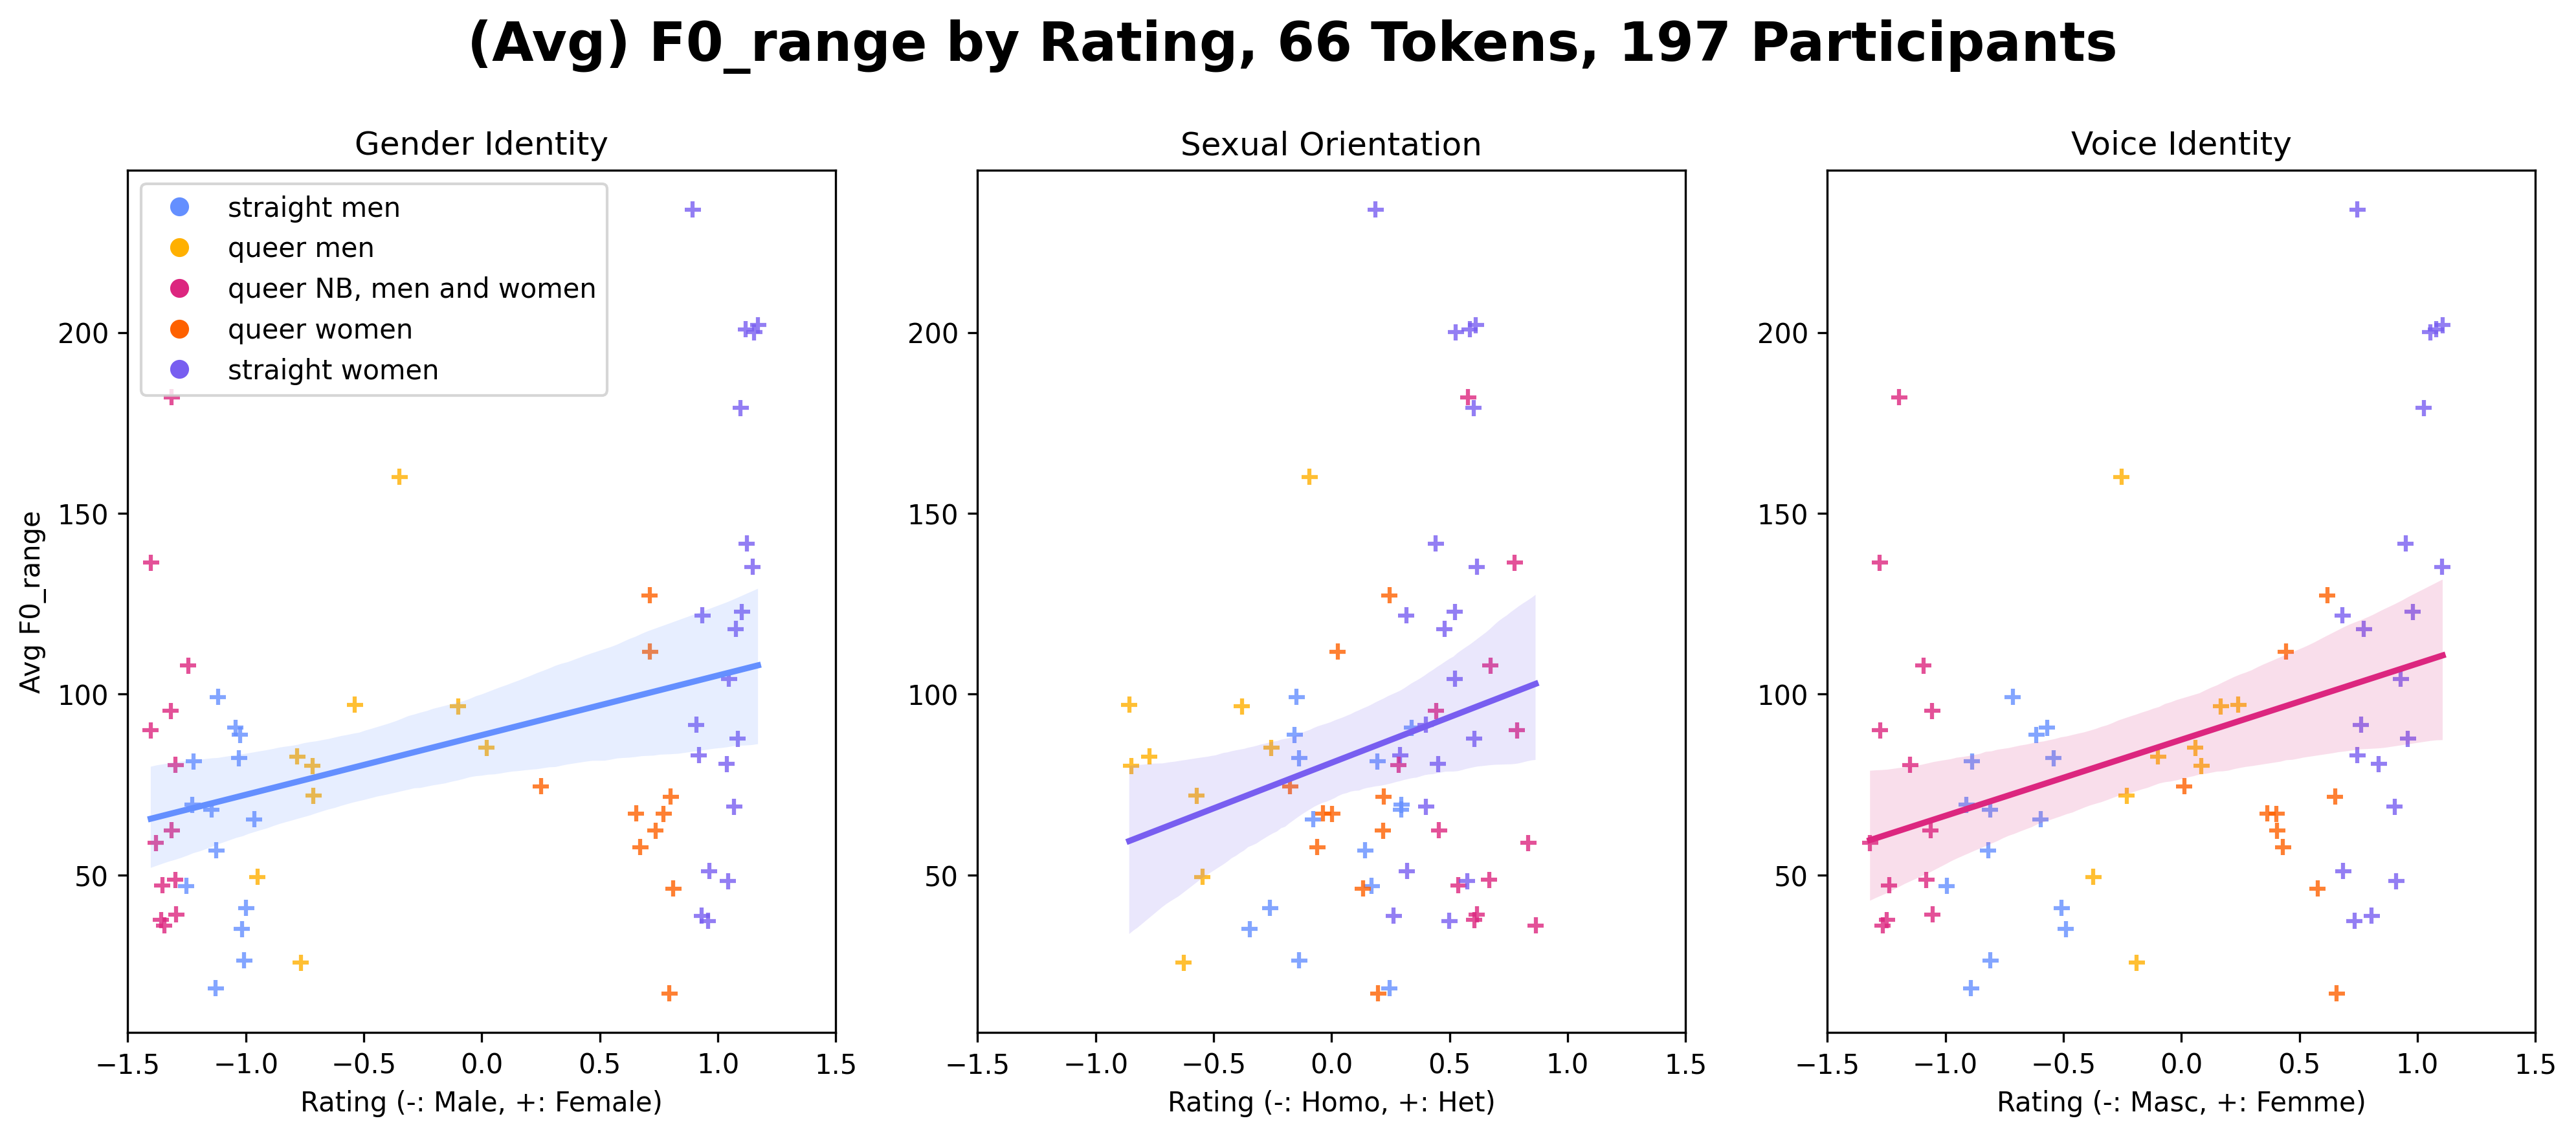 (Avg) F0_range by Rating, 66 Tokens, 197 Participants
Gender Identity
straight men
queer men
queer NB, men and women
queer women
straight women
Avg F0_range
200
150
100
50
−1.5 −1.0 −0.5 0.0 0.5 1.0 1.5
Rating (-: Male, +: Female)
Sexual Orientation
200
150
100
50
−1.5 −1.0 −0.5 0.0 0.5 1.0 1.5
Rating (-: Homo, +: Het)
Voice Identity
200
150
100
50
−1.5 −1.0 −0.5 0.0 0.5 1.0 1.5
Rating (-: Masc, +: Femme)